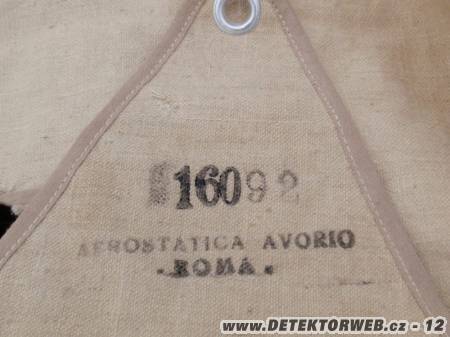 16092
AEROSTATICA AVORIO
-ROMA.
www.DETEKTORWEB.cz - 12